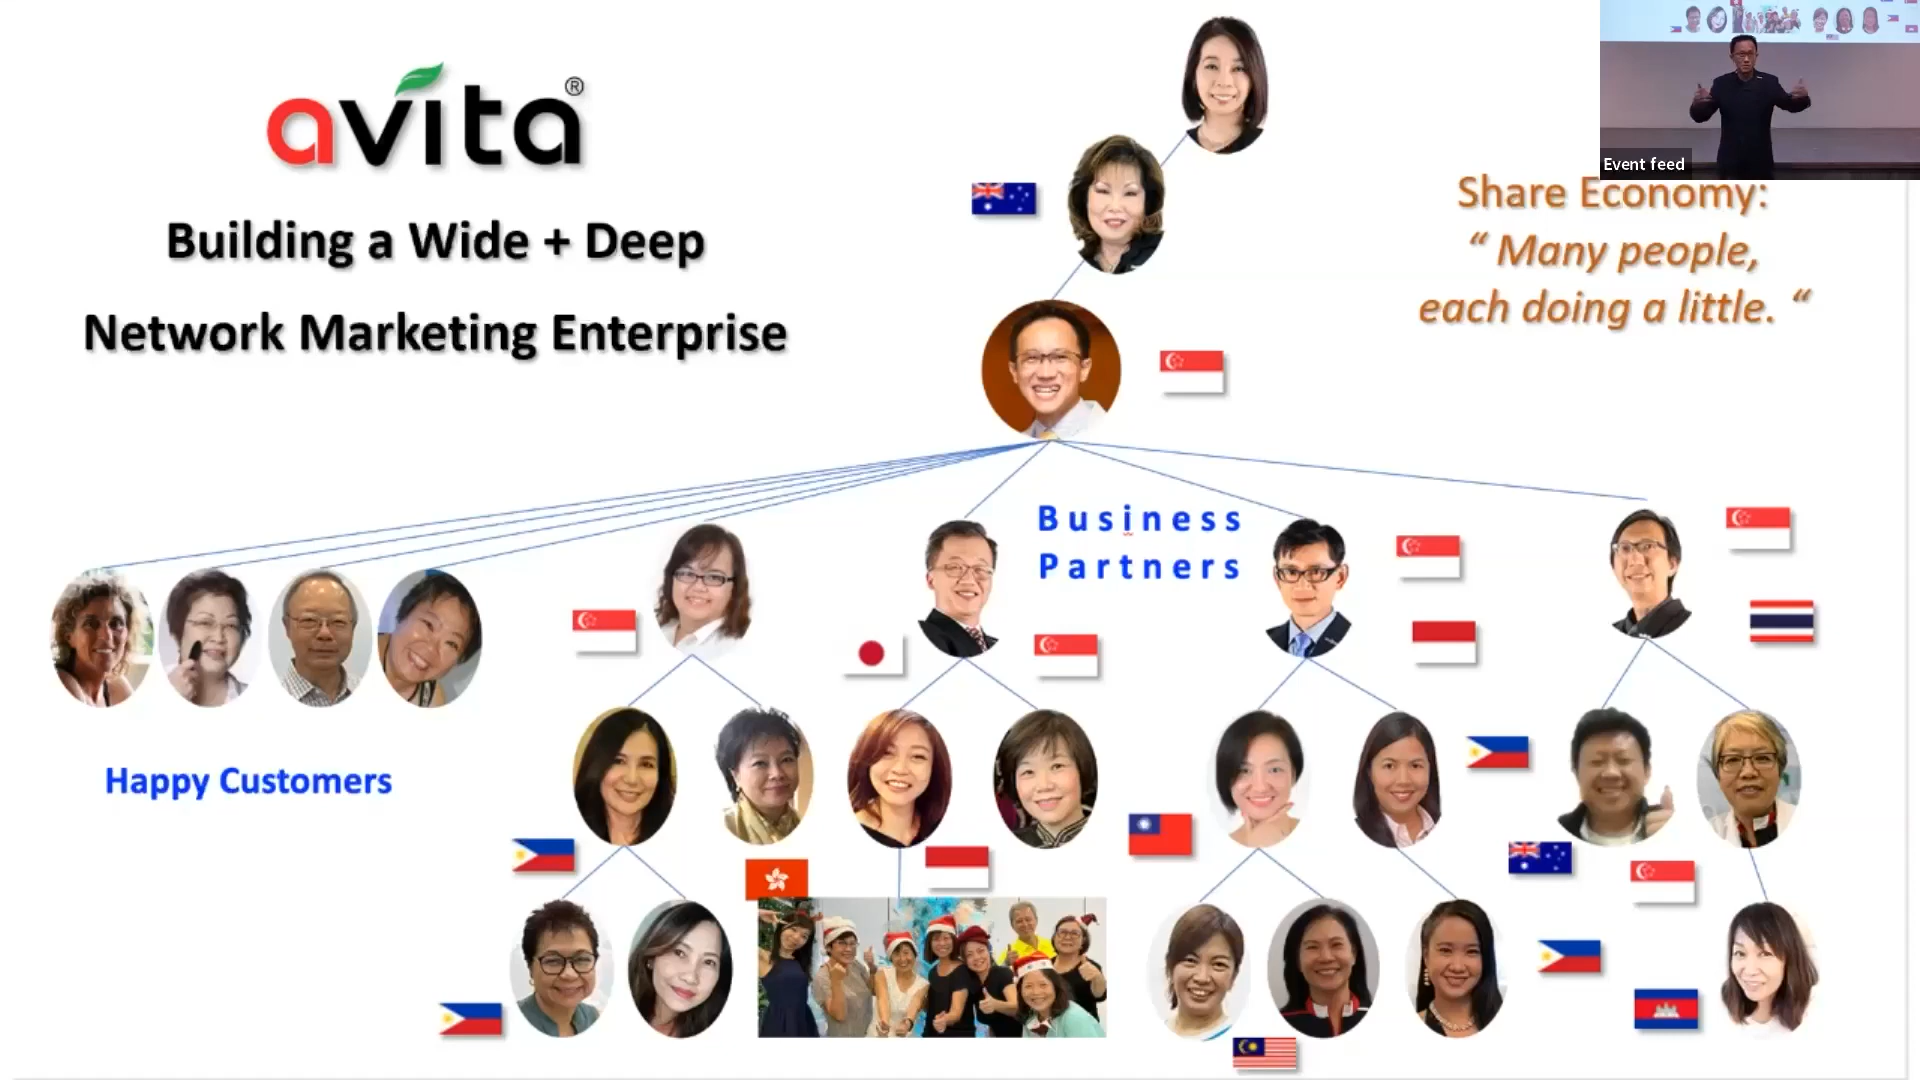 avita®
Building a Wide + Deep
Network Marketing Enterprise
Event feed
Share Economy:
“ Many people,
each doing a little. “
Business
Partners
Happy Customers